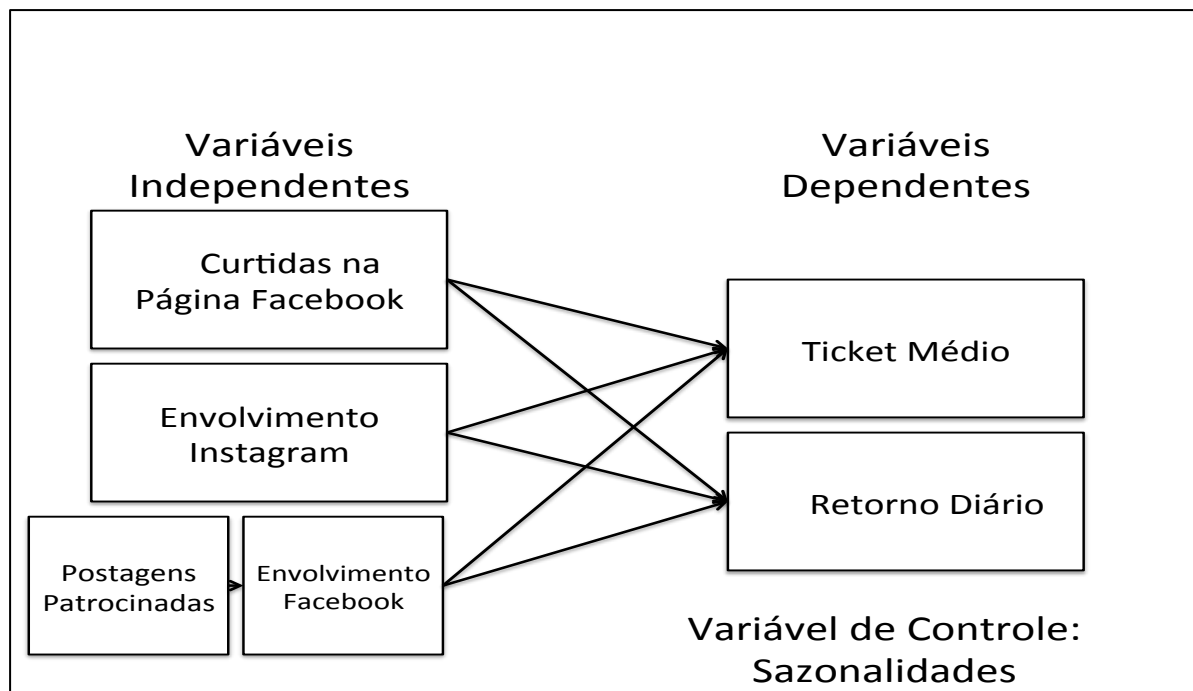 Variáveis
Independentes
Curtidas na
Página Facebook
Envolvimento
Instagram
Postagens
Patrocinadas
Envolvimento
Facebook
Variáveis
Dependentes
Ticket Médio
Retorno Diário
Variável de Controle:
Sazonalidades